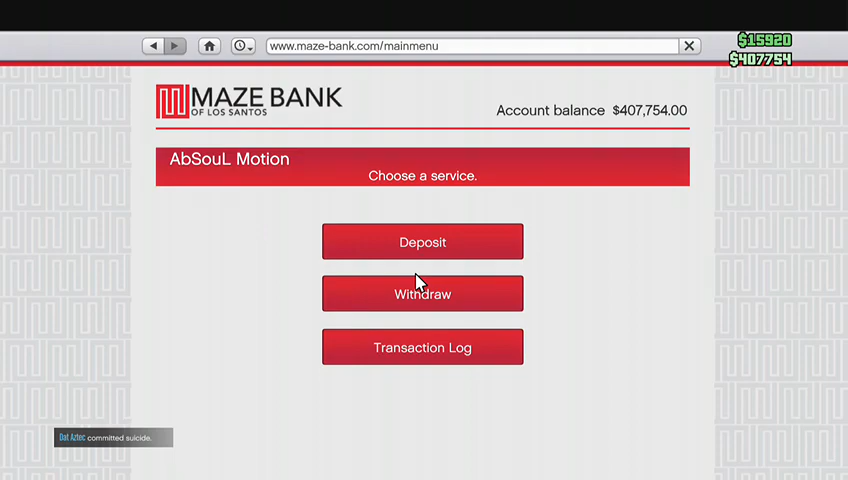 www.maze-bank.com/mainmenu
$15920
$407754
MAZE BANK
OF LOS SANTOS
Account balance $407,754.00
AbSouL Motion
Choose a service.
Deposit
Withdraw
Transaction Log
Dat Aztec committed suicide.